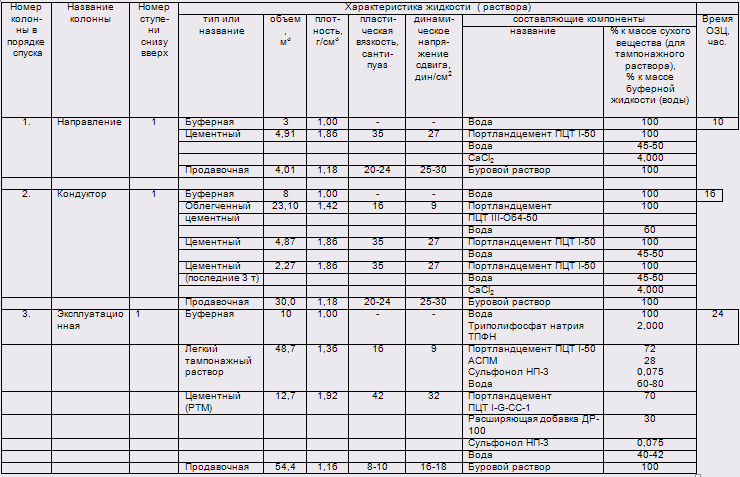 Номер колон- ны в порядке спуска | Название колонны | Номер ступе- ни снизу вверх | Характеристика жидкости ( раствора)
тип или название | объем , м³ | плот- ность, г/см³ | пласти- ческая вязкость, санти- пуаз | динами- ческое напря- жение сдвига, дин/см² | составляющие компоненты | Время ОЗЦ, час.
название | % к массе сухого вещества (для тампонажного раствора), % к массе буферной жидкости (воды)
1. | Направление | 1 | Буферная | 3 | 1,00 | - | - | Вода | 100 | 10
Цементный | 4,91 | 1,86 | 35 | 27 | Портландцемент ПЦТ I-50 | 100
Вода | 45-50
CaCl₂ | 4,000
Продавочная | 4,01 | 1,18 | 20-24 | 25-30 | Буровой раствор | 100
2. | Кондуктор | 1 | Буферная | 8 | 1,00 | - | - | Вода | 100 | 16
Облегченный | 23,10 | 1,42 | 16 | 9 | Портландцемент | 100
цементный | ПЦТ III-Об4-50
Вода | 60
Цементный | 4,87 | 1,86 | 35 | 27 | Портландцемент ПЦТ I-50 | 100
Вода | 45-50
Цементный | 2,27 | 1,86 | 35 | 27 | Портландцемент ПЦТ I-50 | 100
(последние 3 т) | Вода | 45-50
CaCl₂ | 4,000
Продавочная | 30,0 | 1,18 | 20-24 | 25-30 | Буровой раствор | 100
3. | Эксплуатацио | 1 | Буферная | 10 | 1,00 | - | - | Вода | 100 | 24
нная | Триполифосфат натрия | 2,000
ТПФН
Легкий | 48,7 | 1,36 | 16 | 9 | Портландцемент ПЦТ I-50 | 72
тампонажный | АСПМ | 28
раствор | Сульфонол НП-3 | 0,075
Вода | 60-80
Цементный | 12,7 | 1,92 | 42 | 32 | Портландцемент | 70
(РТМ) | ПЦТ I-G-CC-1
Расширяющая добавка ДР- | 30
100
Сульфонол НП-3 | 0,075
Вода | 40-42
Продавочная | 54,4 | 1,16 | 8-10 | 16-18 | Буровой раствор | 100